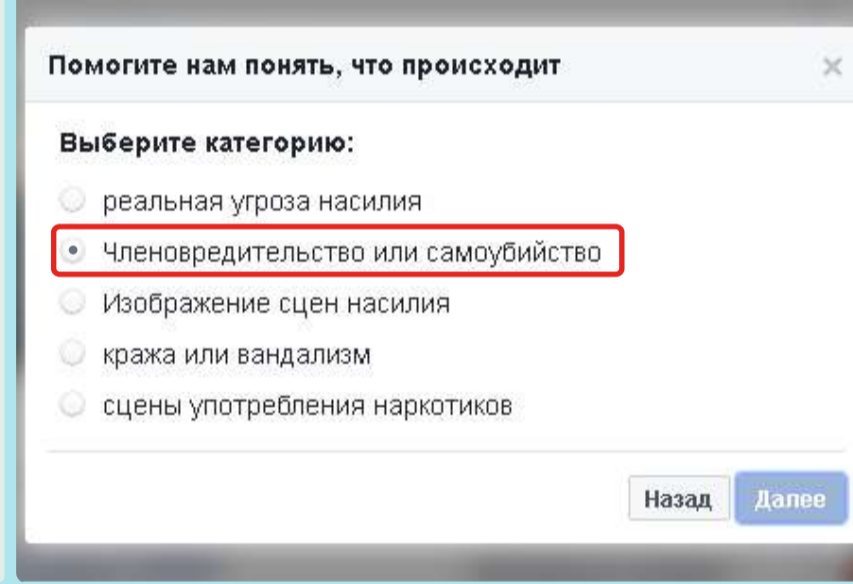 Помогите нам понять, что происходит
Выберите категорию:
реальная угроза насилия
Членовредительство или самоубийство
Изображение сцен насилия
кража или вандализм
сцены употребления наркотиков
Назад Далее